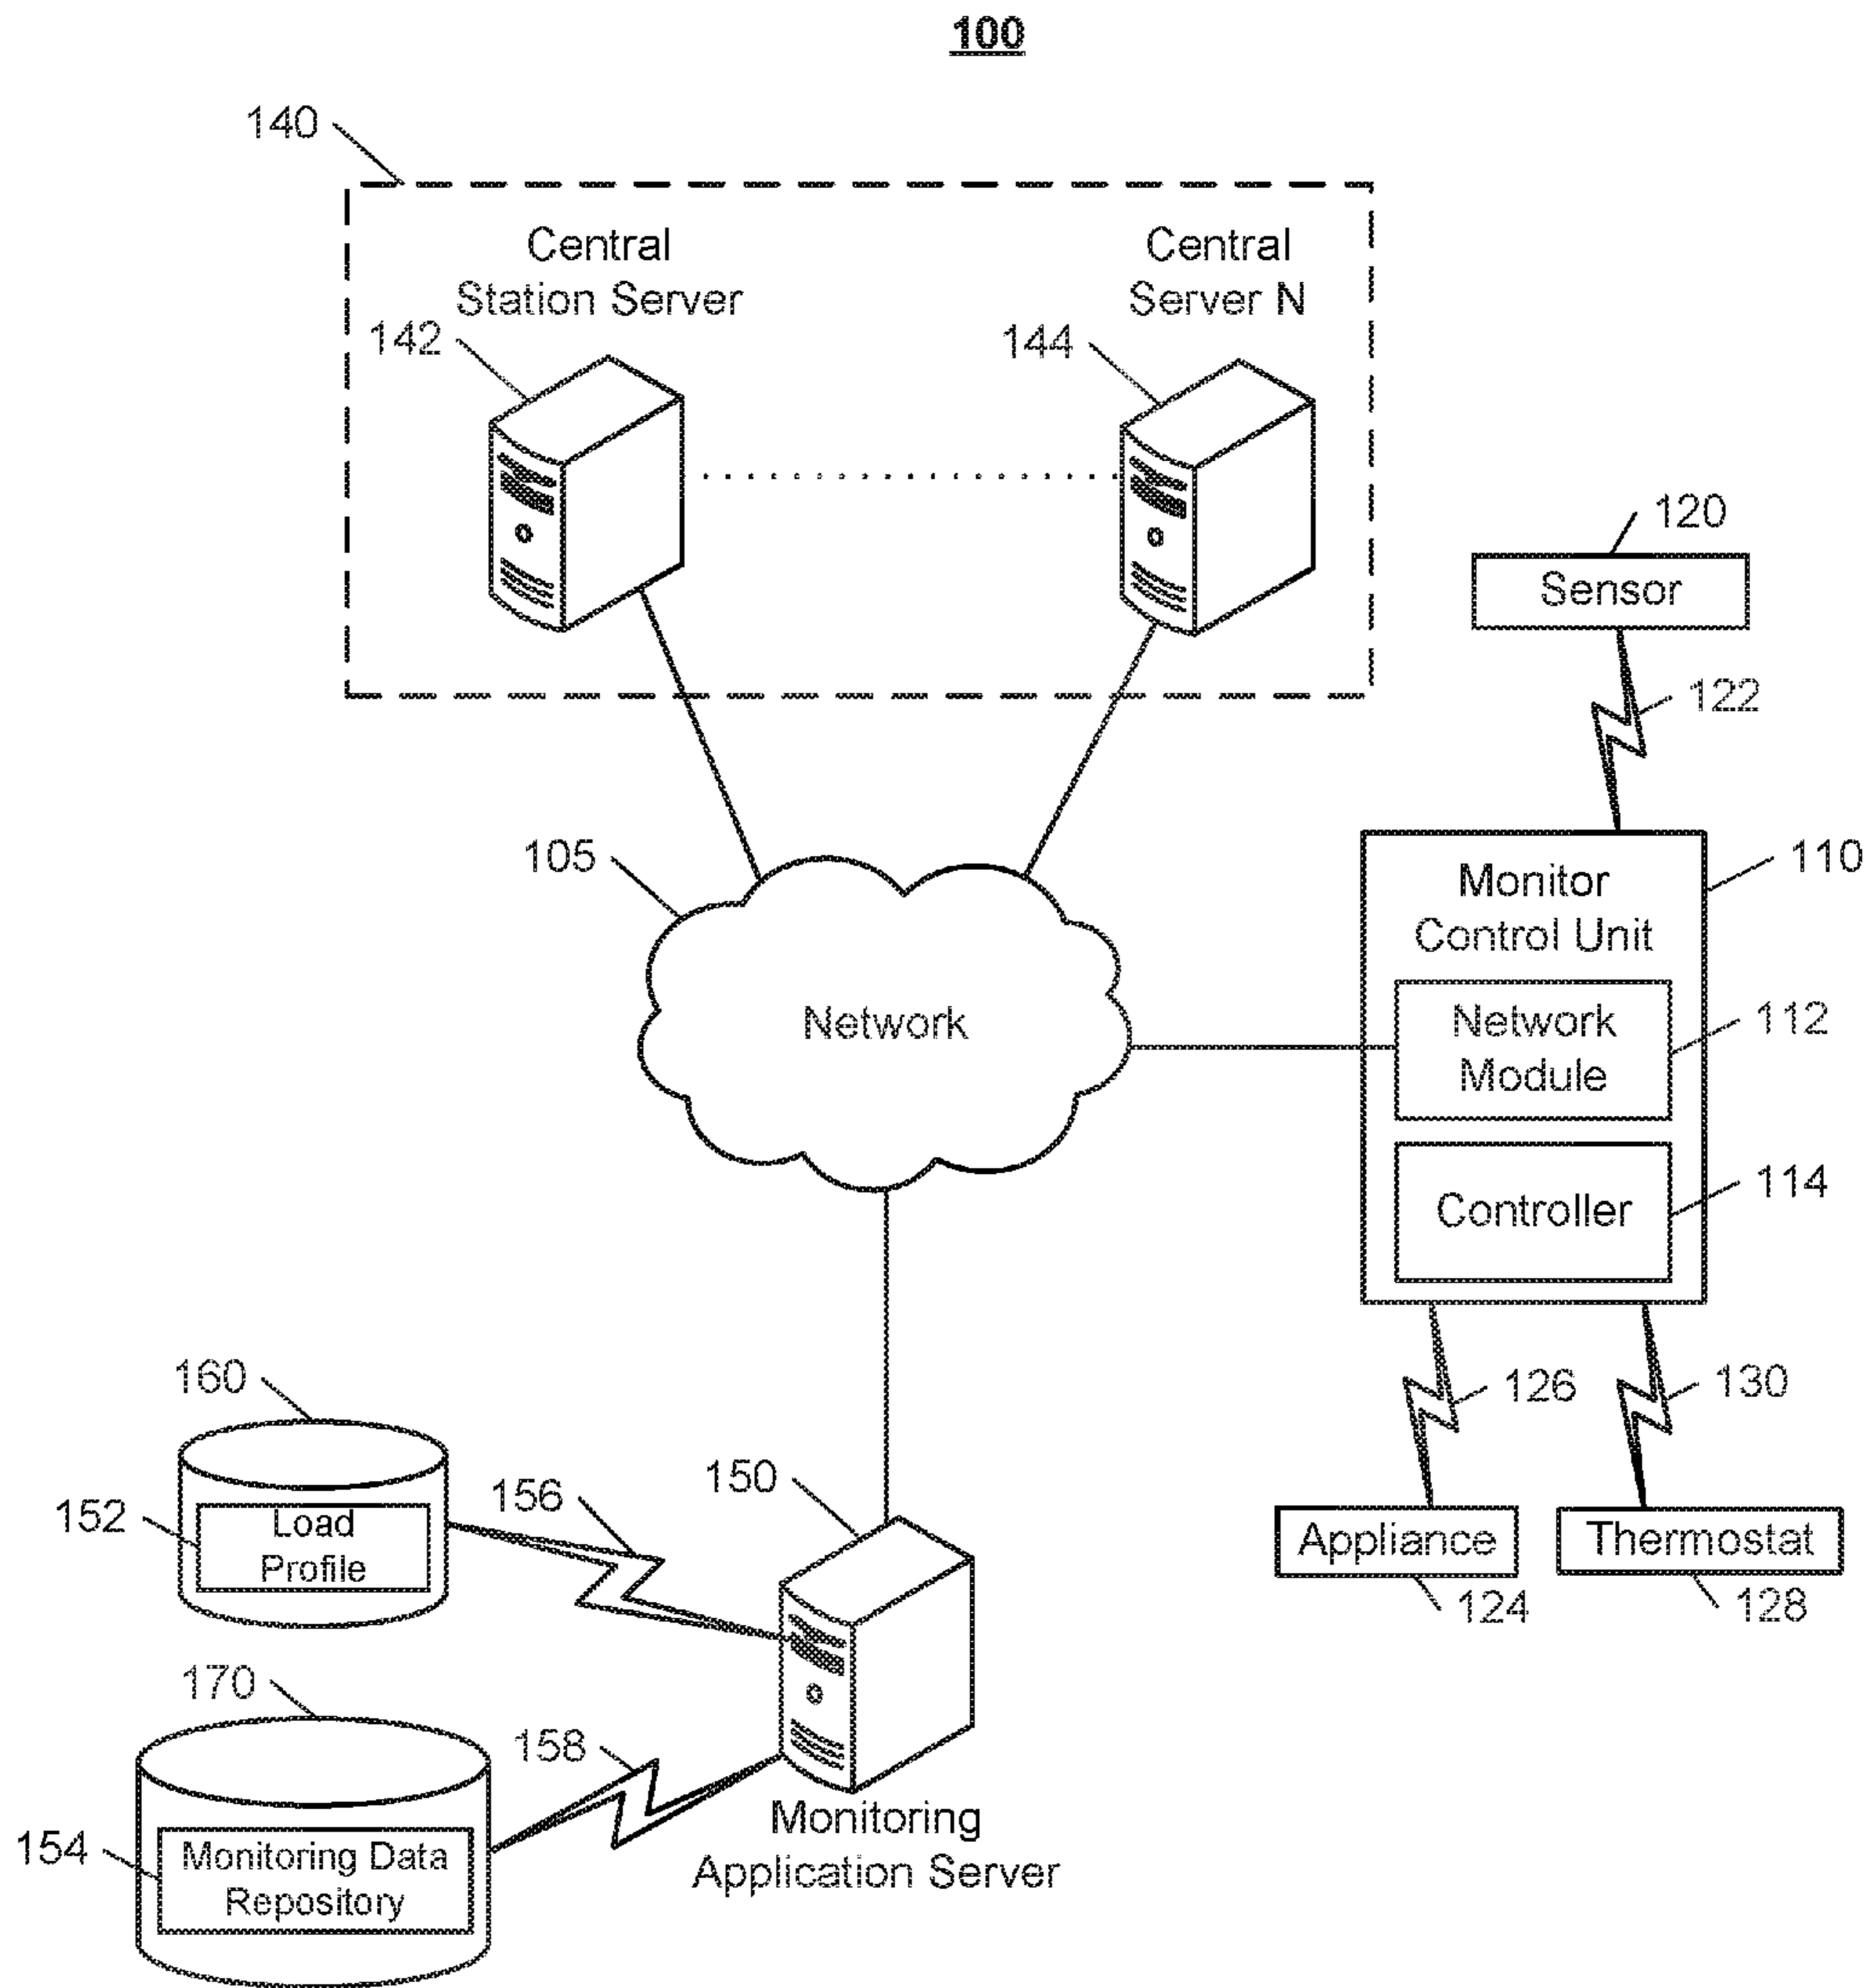 100
140
Central
Station Server
142
Central
Server N
144
120
Sensor
122
105
Network
110
Monitor
Control Unit
Network
Module
112
Controller
114
126
130
Appliance
124
Thermostat
128
160
152
Load
Profile
156
150
170
154
Monitoring Data
Repository
158
Monitoring
Application Server